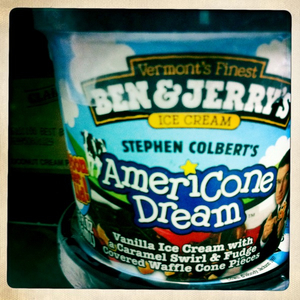 Vermont's Finest
BEN & JERRY'S
ICE CREAM
STEPHEN COLBERT'S
AmeriCone
Dream
TM
Vanilla Ice Cream with
a Caramel Swirl & Fudge
Covered Waffle Cone Pieces